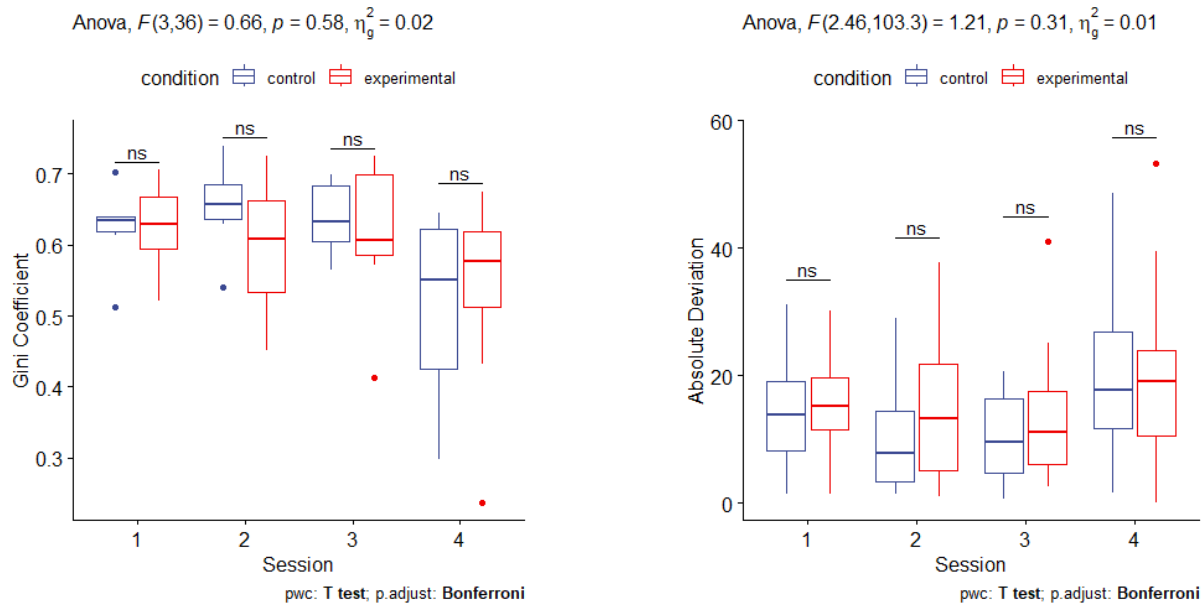 Anova, F(3,36) = 0.66, p = 0.58, η²g = 0.02
condition control experimental
Gini Coefficient
0.7
0.6
0.5
0.4
0.3
ns
ns
ns
ns
1 2 3 4
Session
pwc: T test; p.adjust: Bonferroni
Anova, F(2.46,103.3) = 1.21, p = 0.31, η²g = 0.01
condition control experimental
Absolute Deviation
60
40
20
0
ns
ns
ns
ns
1 2 3 4
Session
pwc: T test; p.adjust: Bonferroni